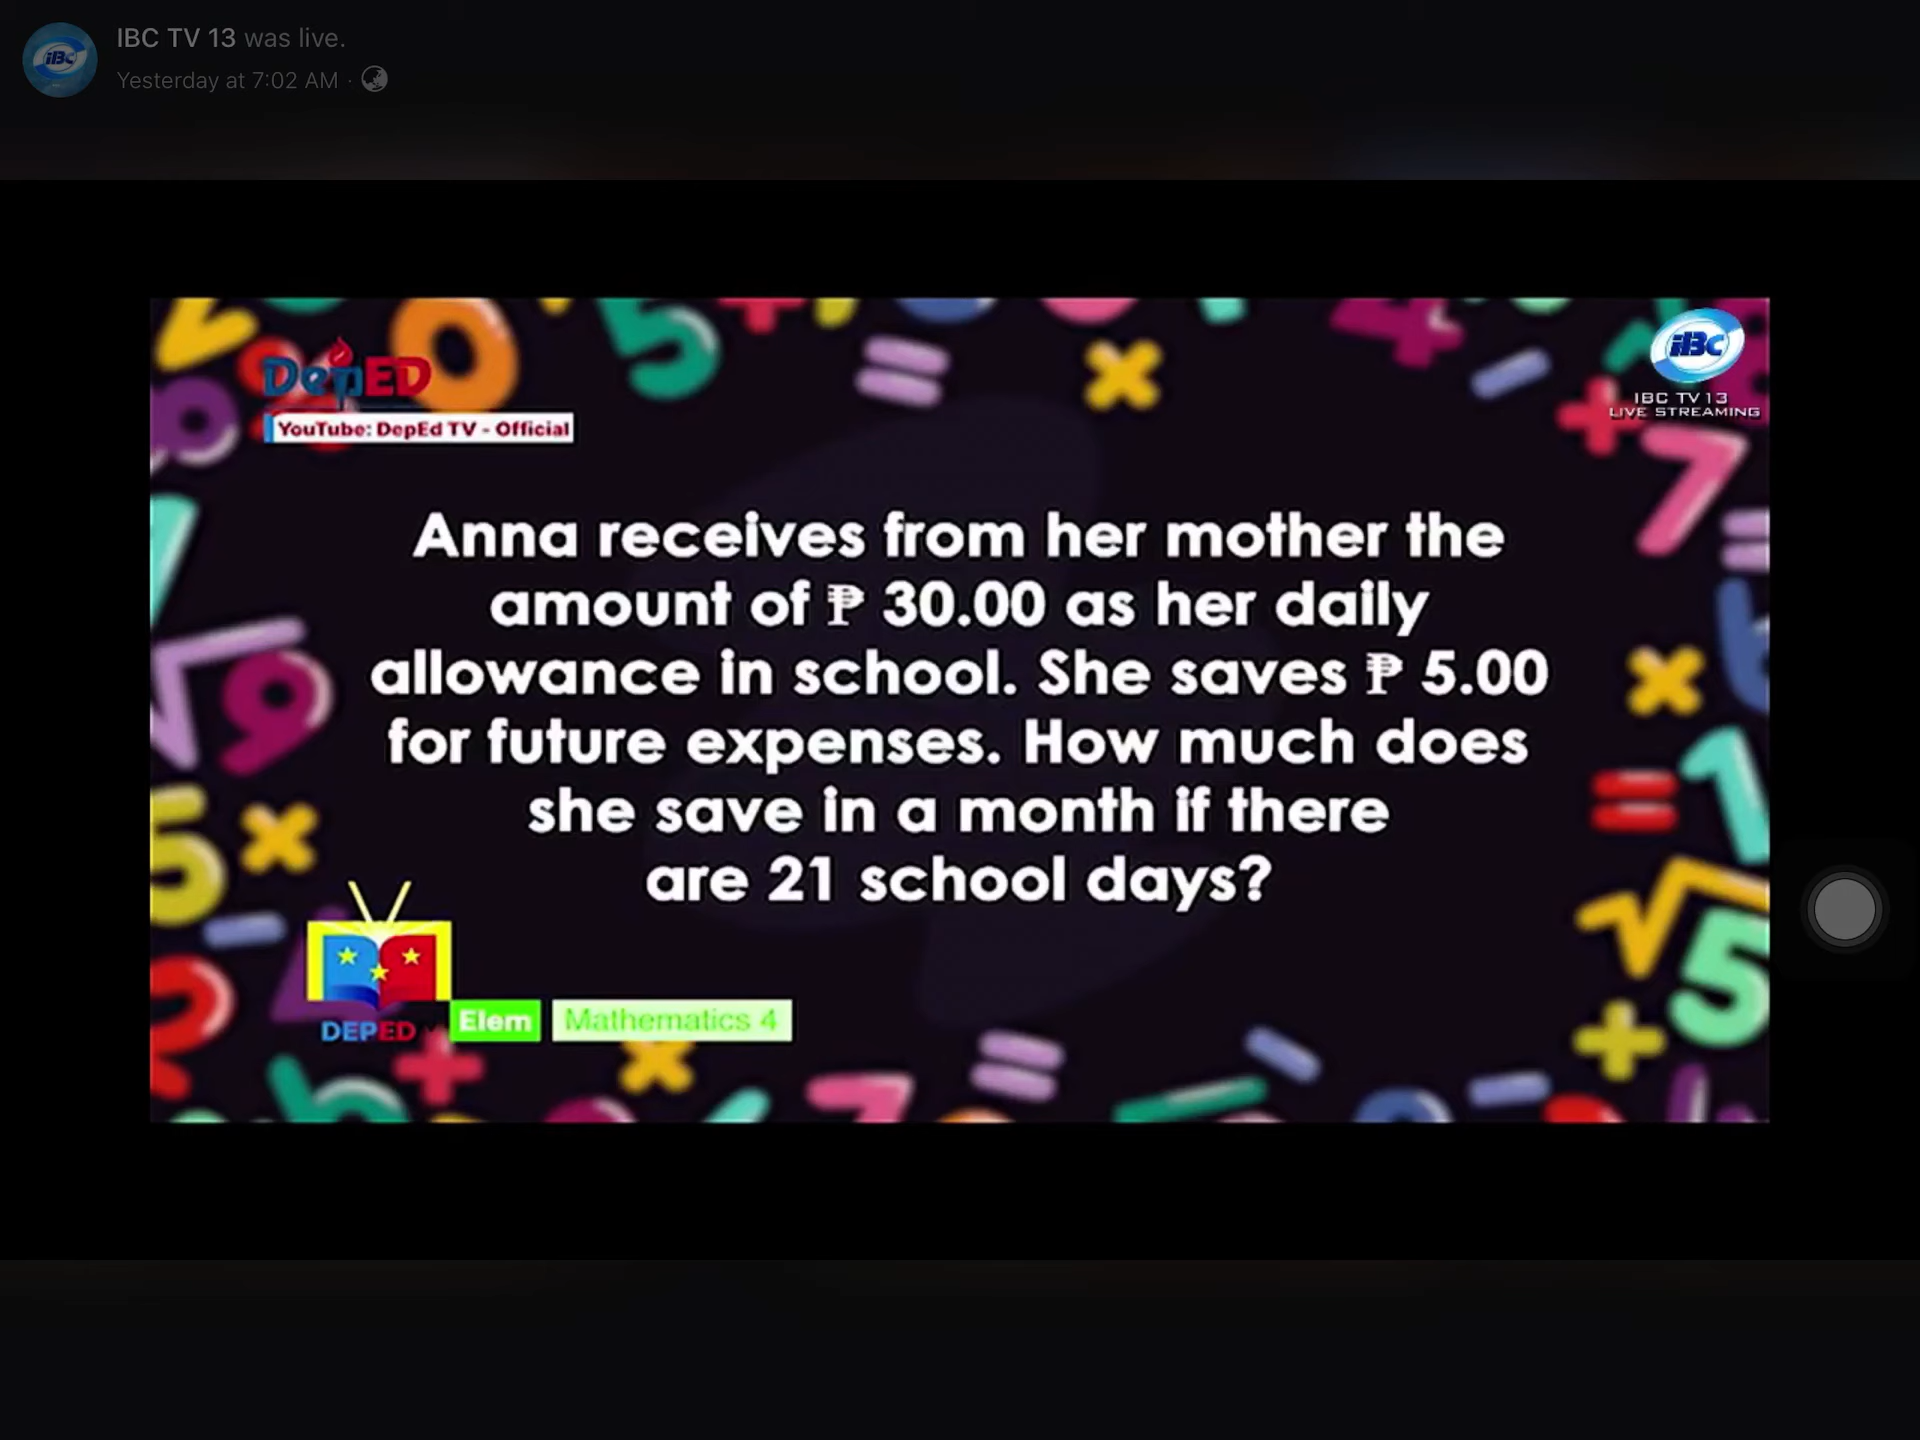 IBC TV 13 was live.
Yesterday at 7:02 AM ·
DepED
YouTube: DepEd TV - Official
iBC
IBC TV 13
LIVE STREAMING
Anna receives from her mother the
amount of ₱ 30.00 as her daily
allowance in school. She saves ₱ 5.00
for future expenses. How much does
she save in a month if there
are 21 school days?
DEPED
Elem
Mathematics 4